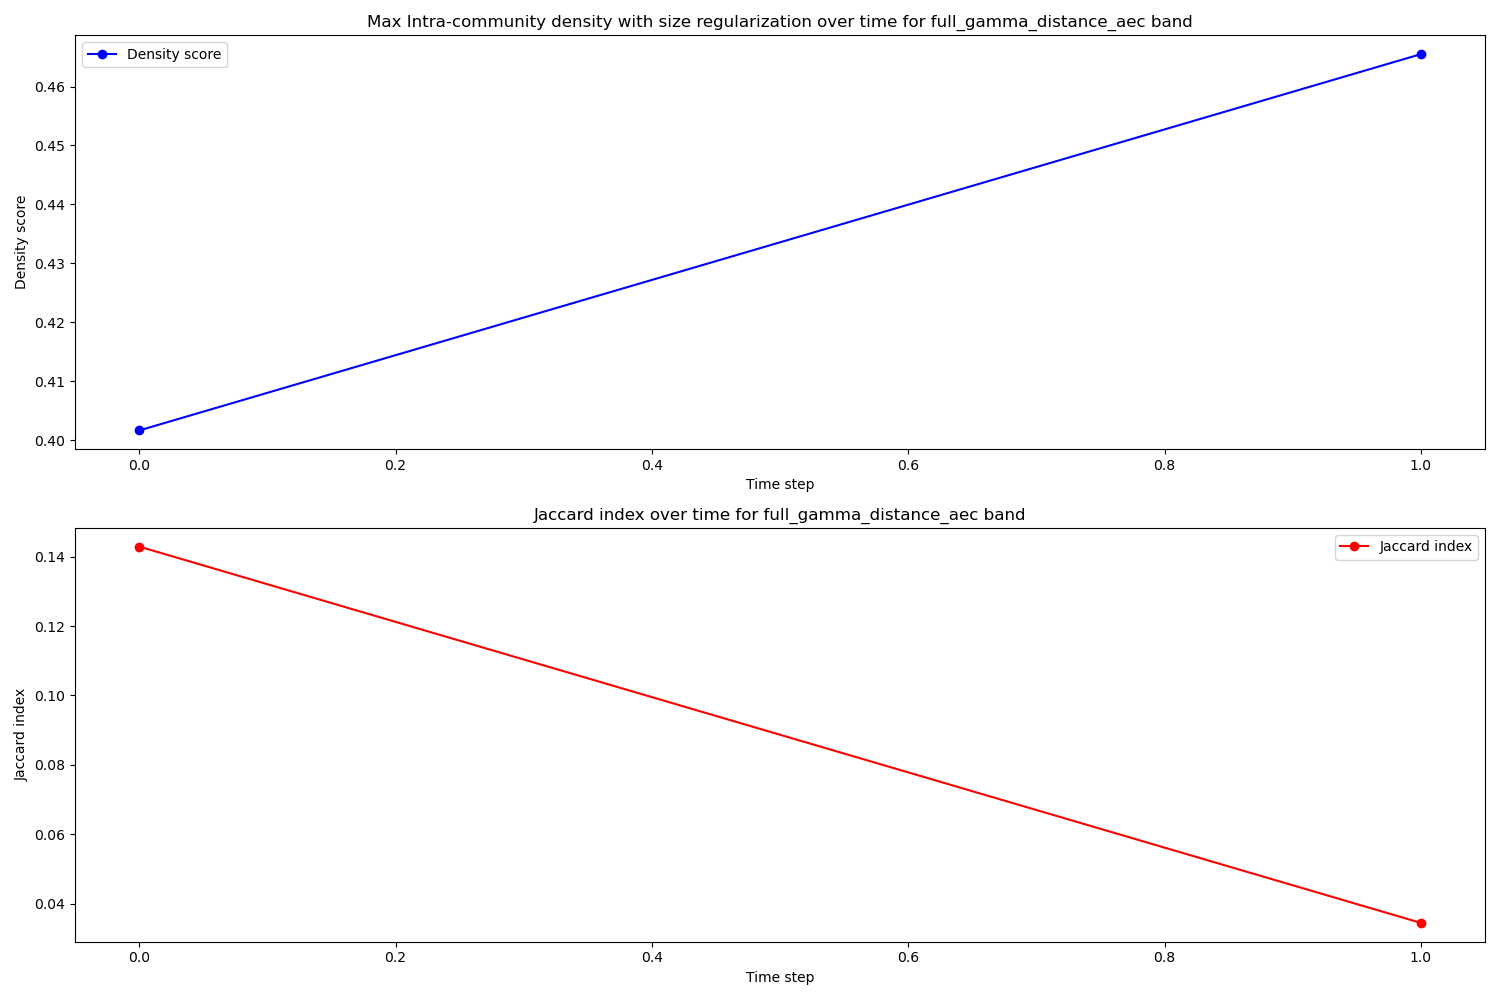 Max Intra-community density with size regularization over time for full_gamma_distance_aec band
Density score
Density score
0.46
0.45
0.44
0.43
0.42
0.41
0.40
0.0 0.2 0.4 0.6 0.8 1.0
Time step
Jaccard index over time for full_gamma_distance_aec band
Jaccard index
Jaccard index
0.14
0.12
0.10
0.08
0.06
0.04
0.0 0.2 0.4 0.6 0.8 1.0
Time step